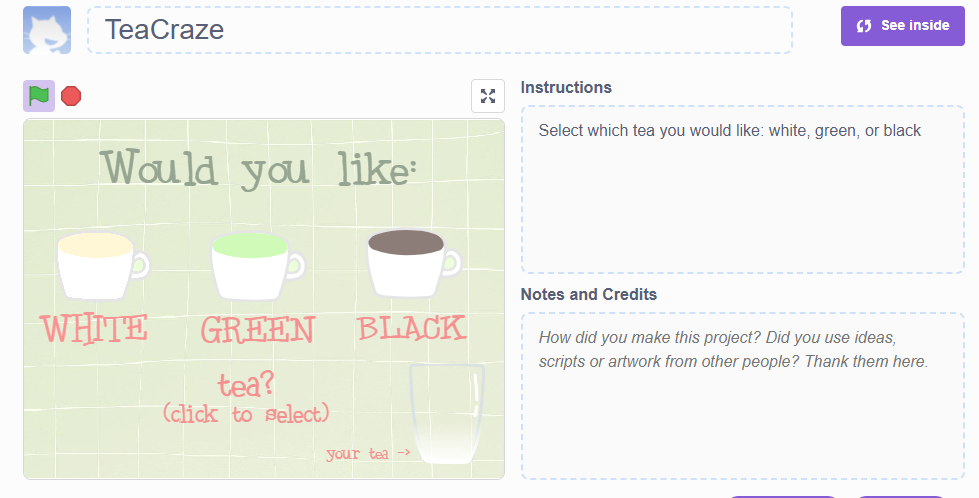 TeaCraze
See inside
Instructions
Select which tea you would like: white, green, or black
Would you like:
WHITE
GREEN
BLACK
tea?
(click to select)
your tea ->
Notes and Credits
How did you make this project? Did you use ideas,
scripts or artwork from other people? Thank them here.